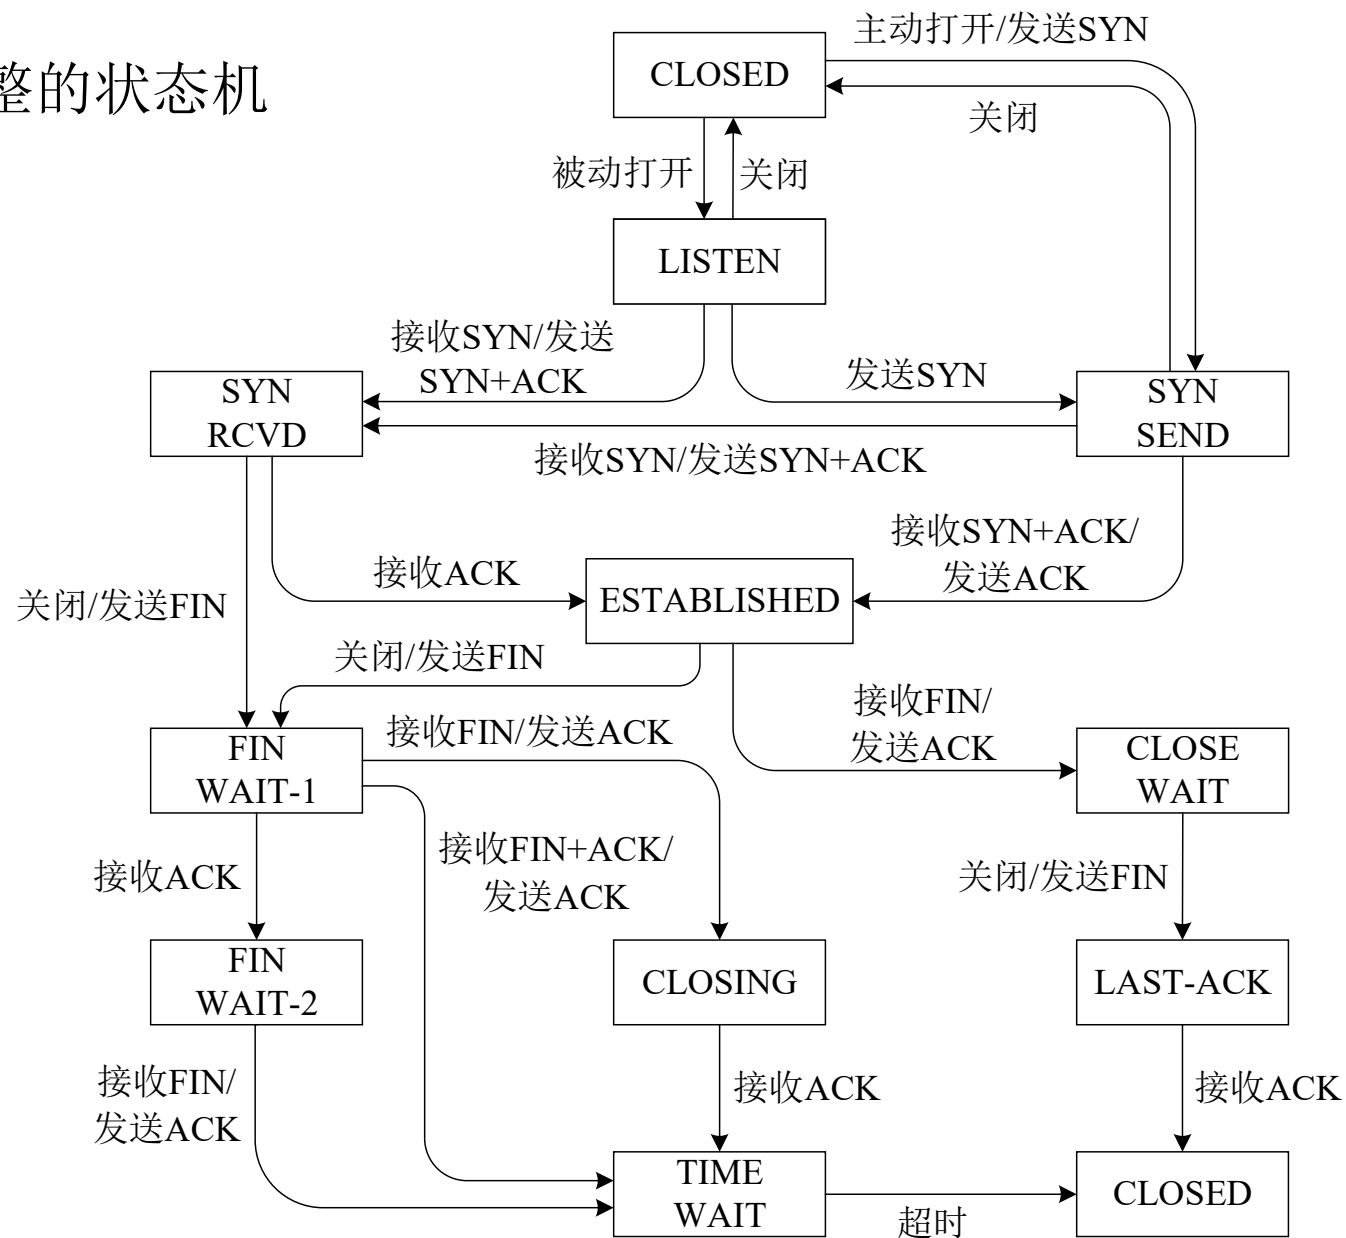 主动打开/发送SYN
CLOSED
整的状态机
关闭
被动打开
关闭
LISTEN
接收SYN/发送
SYN+ACK
发送SYN
SYN
RCVD
SYN
SEND
接收SYN/发送SYN+ACK
接收SYN+ACK/
发送ACK
接收ACK
ESTABLISHED
关闭/发送FIN
关闭/发送FIN
接收FIN/
发送ACK
接收FIN/发送ACK
FIN
WAIT-1
CLOSE
WAIT
接收FIN+ACK/
发送ACK
接收ACK
关闭/发送FIN
FIN
WAIT-2
CLOSING
LAST-ACK
接收FIN/
发送ACK
接收ACK
接收ACK
TIME
WAIT
CLOSED
超时